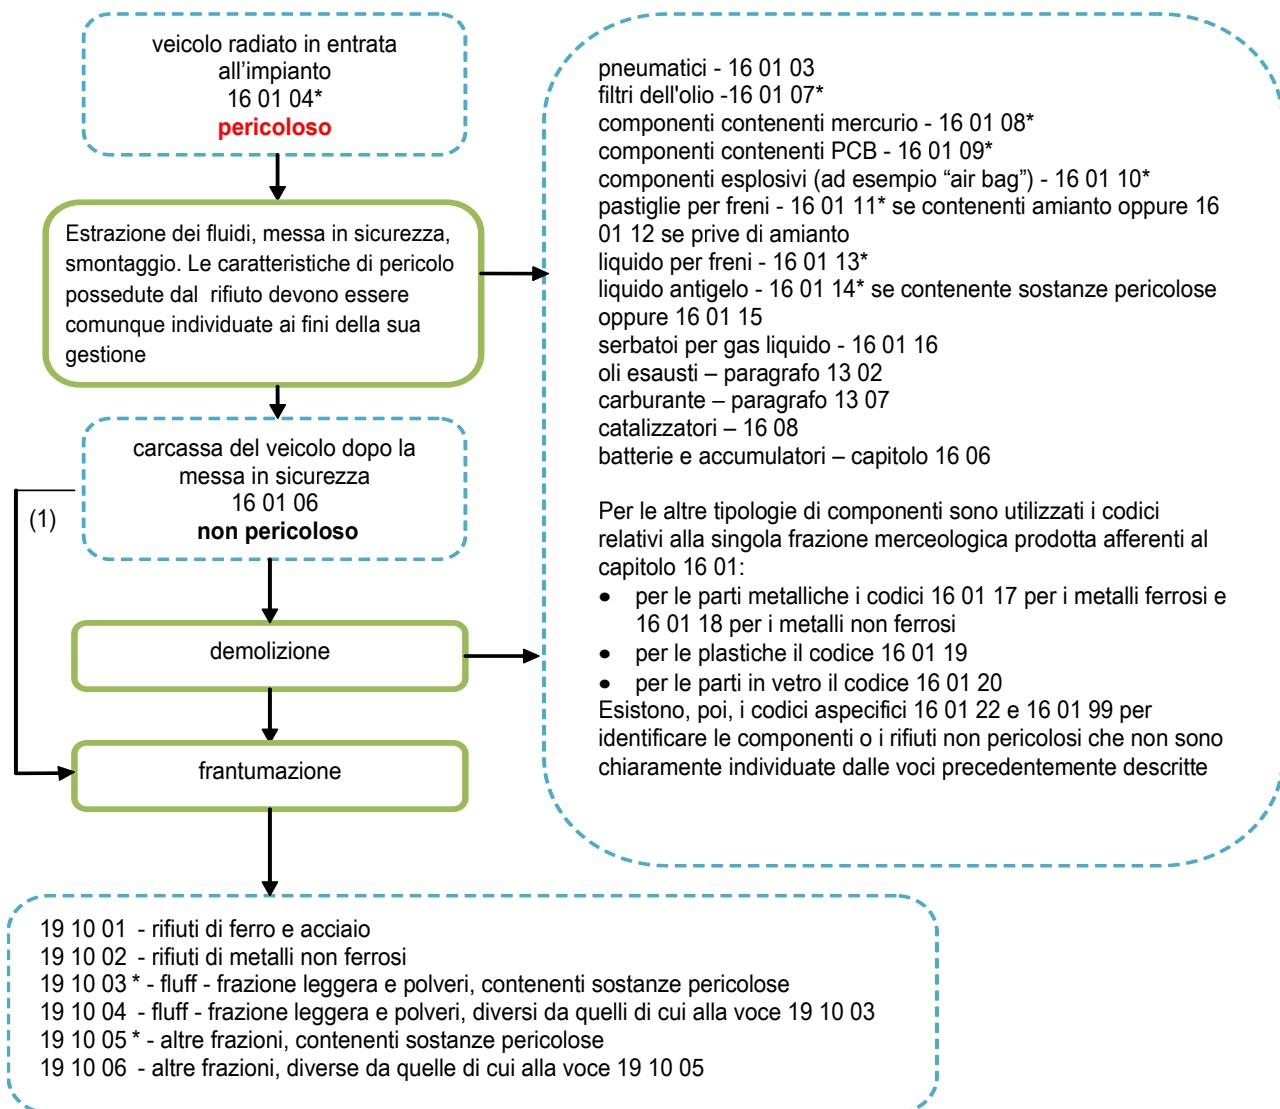 veicolo radiato in entrata
all'impianto
16 01 04*
pericoloso
Estrazione dei fluidi, messa in sicurezza,
smontaggio. Le caratteristiche di pericolo
possedute dal rifiuto devono essere
comunque individuate ai fini della sua
gestione
carcassa del veicolo dopo la
messa in sicurezza
16 01 06
non pericoloso
(1)
demolizione
frantumazione
pneumatici - 16 01 03
filtri dell'olio -16 01 07*
componenti contenenti mercurio - 16 01 08*
componenti contenenti PCB - 16 01 09*
componenti esplosivi (ad esempio “air bag”) - 16 01 10*
pastiglie per freni - 16 01 11* se contenenti amianto oppure 16
01 12 se prive di amianto
liquido per freni - 16 01 13*
liquido antigelo - 16 01 14* se contenente sostanze pericolose
oppure 16 01 15
serbatoi per gas liquido - 16 01 16
oli esausti – paragrafo 13 02
carburante – paragrafo 13 07
catalizzatori – 16 08
batterie e accumulatori – capitolo 16 06
Per le altre tipologie di componenti sono utilizzati i codici
relativi alla singola frazione merceologica prodotta afferenti al
capitolo 16 01:
• per le parti metalliche i codici 16 01 17 per i metalli ferrosi e
16 01 18 per i metalli non ferrosi
• per le plastiche il codice 16 01 19
• per le parti in vetro il codice 16 01 20
Esistono, poi, i codici aspecifici 16 01 22 e 16 01 99 per
identificare le componenti o i rifiuti non pericolosi che non sono
chiaramente individuate dalle voci precedentemente descritte
19 10 01 - rifiuti di ferro e acciaio
19 10 02 - rifiuti di metalli non ferrosi
19 10 03 * - fluff - frazione leggera e polveri, contenenti sostanze pericolose
19 10 04 - fluff - frazione leggera e polveri, diversi da quelli di cui alla voce 19 10 03
19 10 05 * - altre frazioni, contenenti sostanze pericolose
19 10 06 - altre frazioni, diverse da quelle di cui alla voce 19 10 05